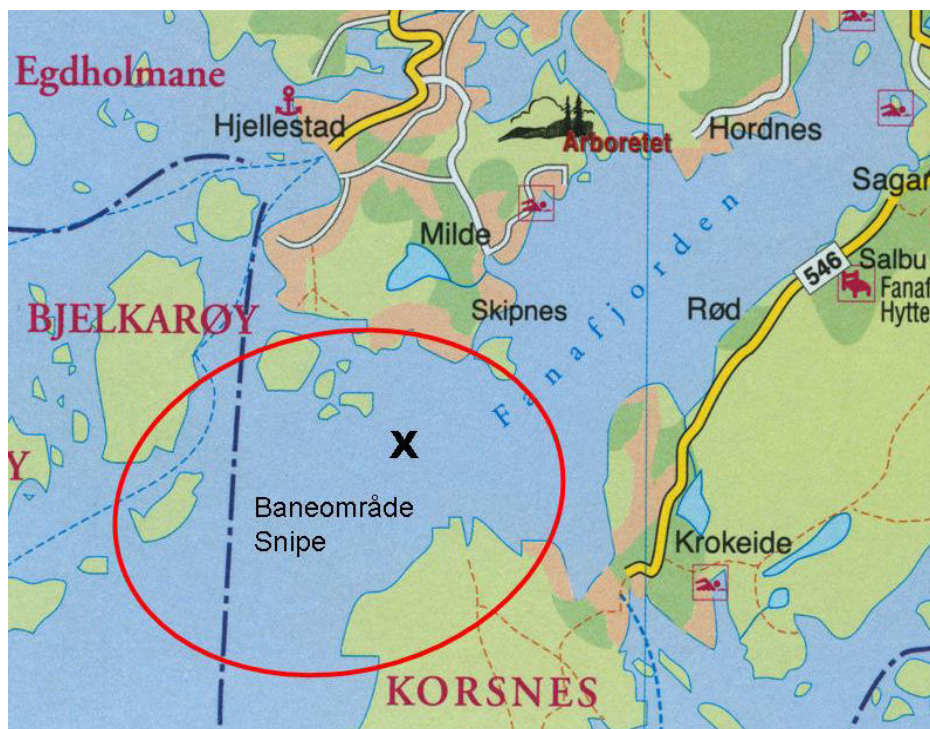 Egdholmane
Hjellestad
Arboretet
Hordnes
Sagar
Milde
546
Salbu
Fanaf
Hytte
BJELKARØY
Skipnes
Rød
Fanafjorden
X
Y
Baneområde
Snipe
Krokeide
KORSNES